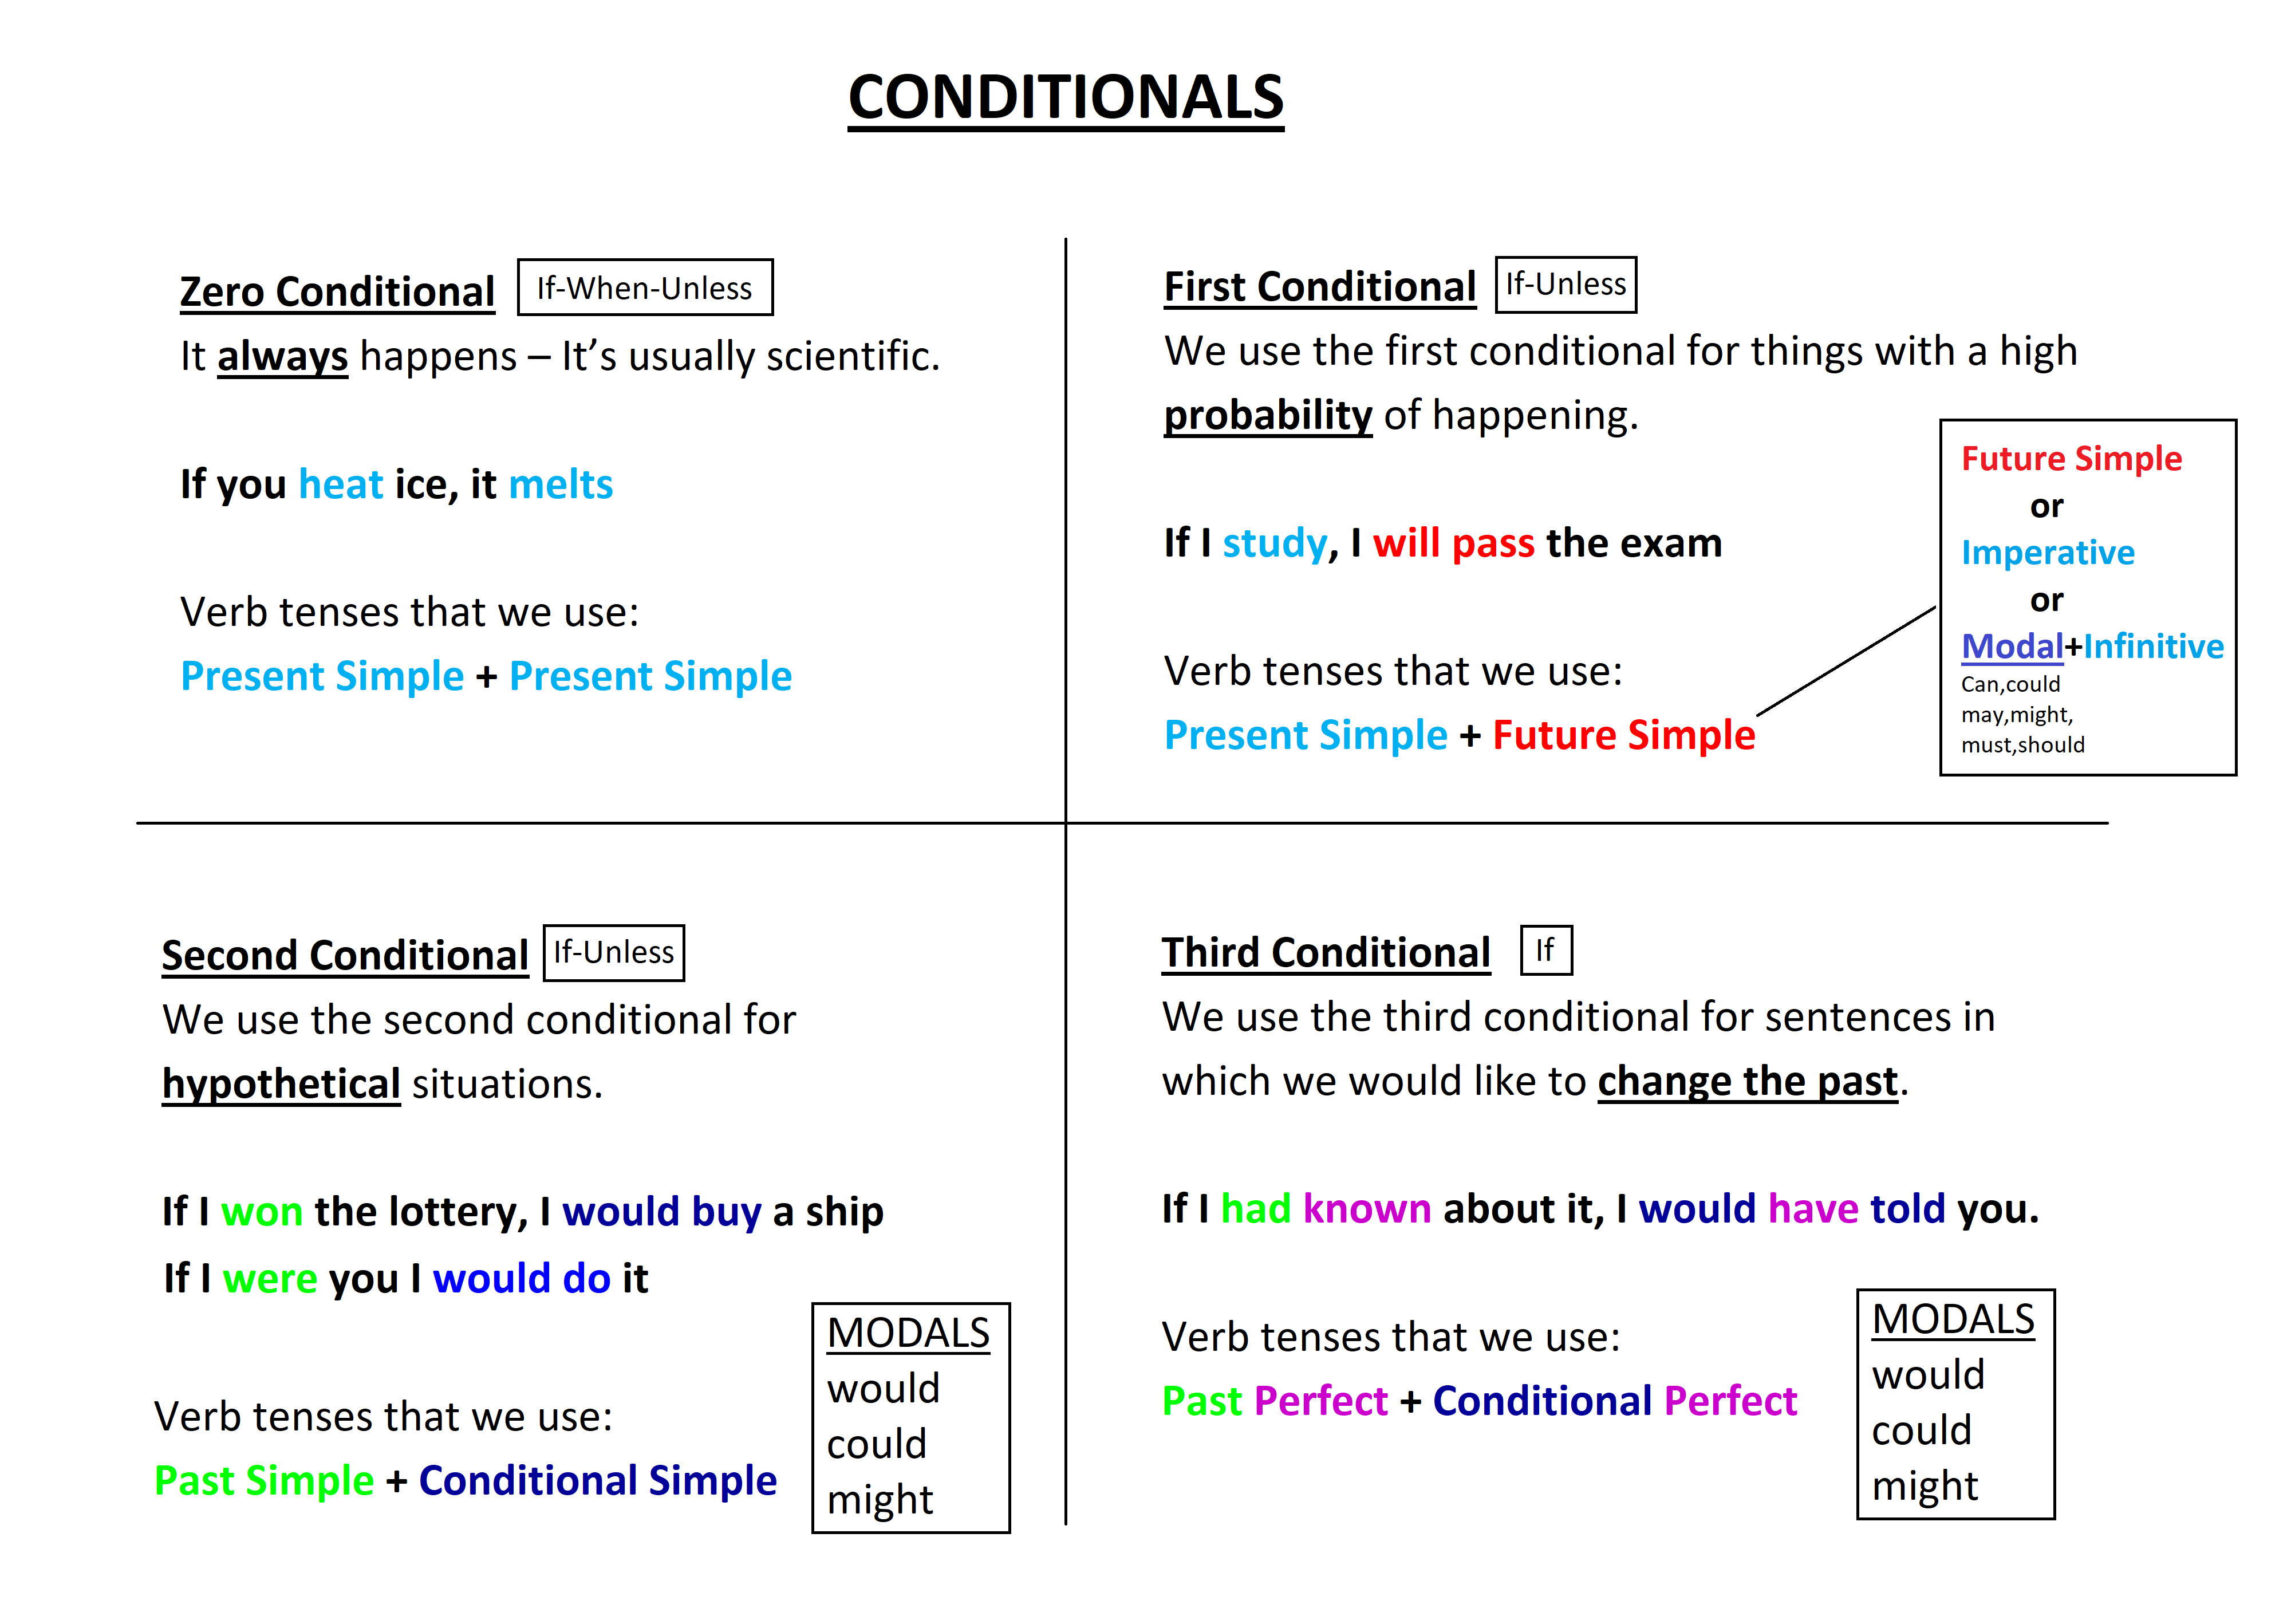 CONDITIONALS
Zero Conditional If-When-Unless
It always happens – It’s usually scientific.
If you heat ice, it melts
Verb tenses that we use:
Present Simple + Present Simple
First Conditional If-Unless
We use the first conditional for things with a high
probability of happening.
If I study, I will pass the exam
Verb tenses that we use:
Present Simple + Future Simple
Future Simple
or
Imperative
or
Modal+Infinitive
Can,could
may,might,
must,should
Second Conditional If-Unless
We use the second conditional for
hypothetical situations.
If I won the lottery, I would buy a ship
If I were you I would do it
Verb tenses that we use:
Past Simple + Conditional Simple
MODALS
would
could
might
Third Conditional If
We use the third conditional for sentences in
which we would like to change the past.
If I had known about it, I would have told you.
Verb tenses that we use:
Past Perfect + Conditional Perfect
MODALS
would
could
might